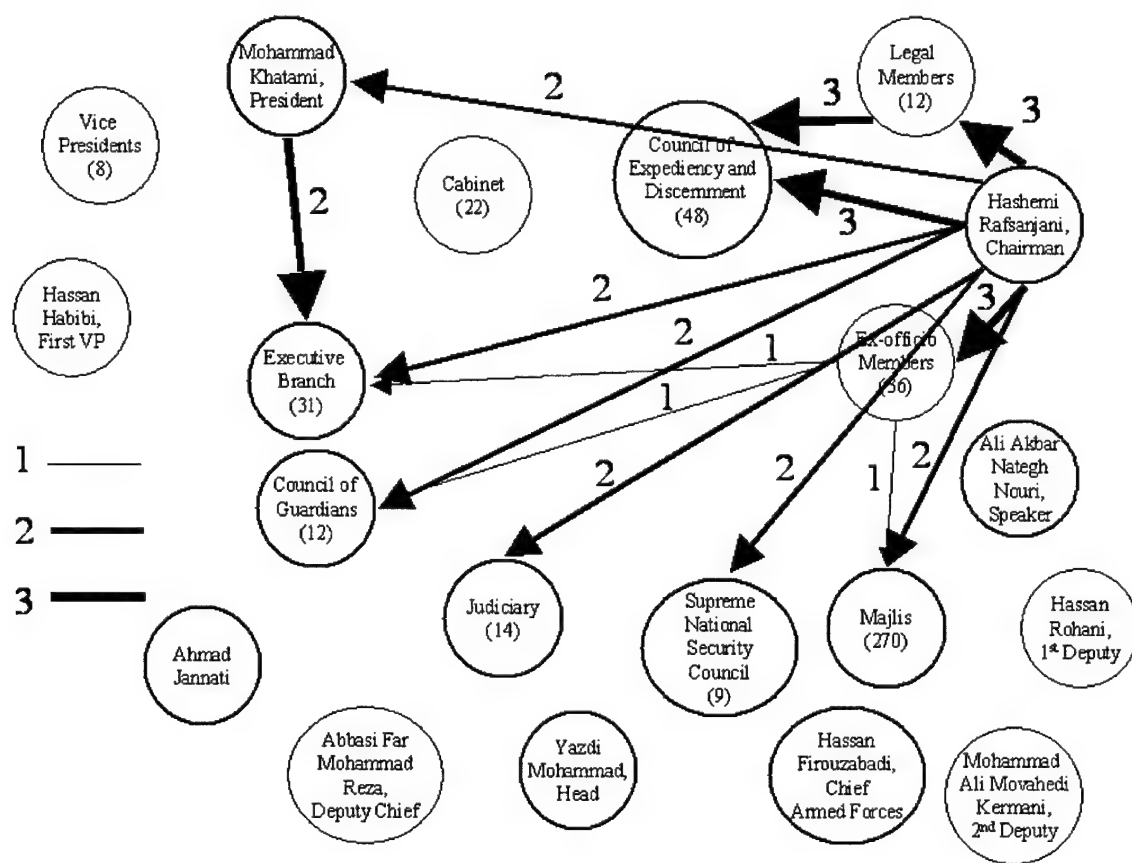 Mohammad
Khatami,
President
Legal
Members
(12)
2
3
3
Vice
Presidents
(8)
Cabinet
(22)
Council of
Expediency and
Discernment
(48)
2
3
Hashemi
Rafsanjani,
Chairman
Hassan
Habibi,
First VP
2
3
Executive
Branch
(31)
2
1
Ex-officio
Members
(36)
1
1
Council of
Guardians
(12)
2
2
1
2
Ali Akbar
Nategh
Nouri,
Speaker
2
3
Judiciary
(14)
Supreme
National
Security
Council
(9)
Majlis
(270)
Hassan
Rohani,
1st Deputy
Ahmad
Jannati
Abbasi Far
Mohammad
Reza,
Deputy Chief
Yazdi
Mohammad,
Head
Hassan
Firouzabadi,
Chief
Armed Forces
Mohammad
Ali Movahedi
Kermani,
2nd Deputy